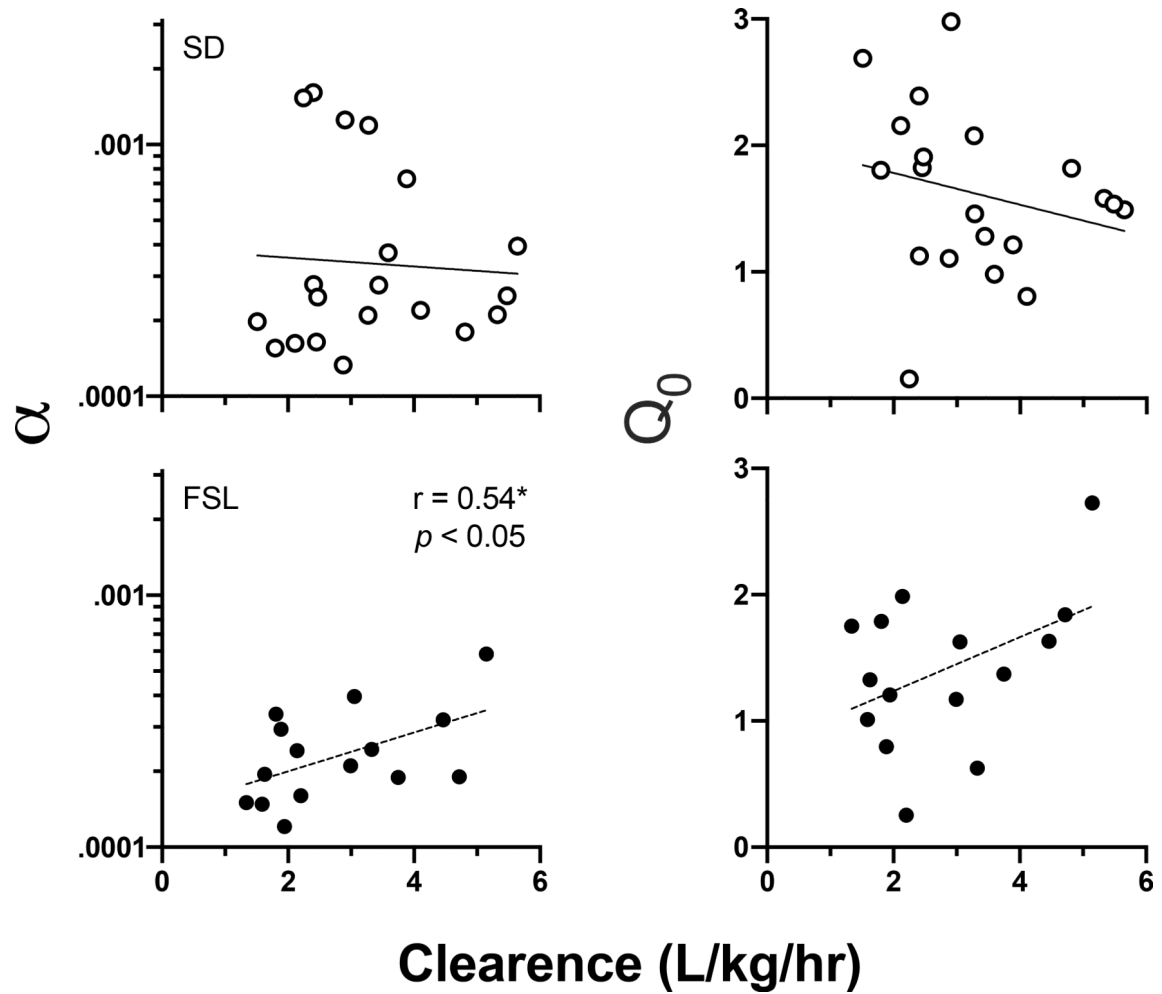 SD
.001
.0001
3
2
1
0
α
Q0
FSL
r = 0.54*
p < 0.05
.001
.0001
0
2
4
6
3
2
1
0
0
2
4
6
Clearence (L/kg/hr)